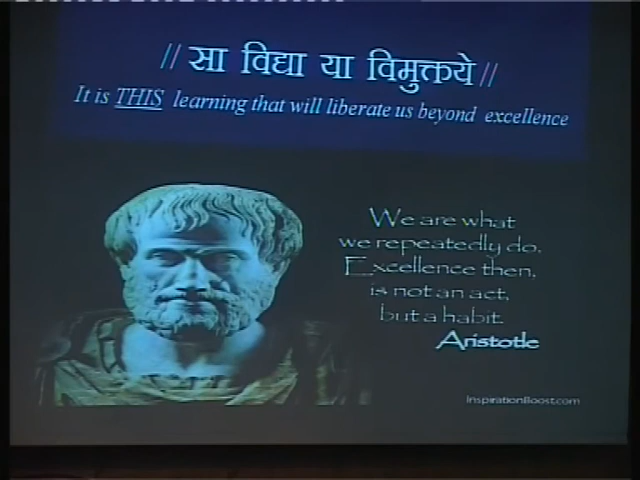 // सा विद्या या विमुक्तये //
It is THIS learning that will liberate us beyond excellence
We are what
we repeatedly do.
Excellence then,
is not an act,
but a habit.
Aristotle
InspirationBoost.com